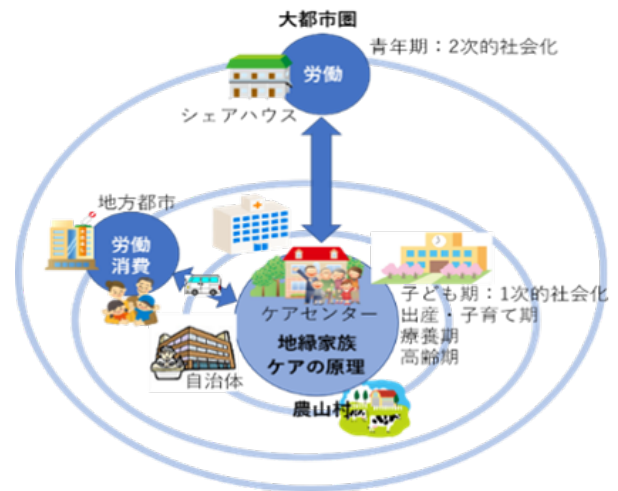 大都市圏
青年期：2次的社会化
労働
シェアハウス
地方都市
労働
消費
子ども期：1次的社会化
出産・子育て期
療養期
高齢期
ケアセンター
地縁家族
ケアの原理
自治体
農山村